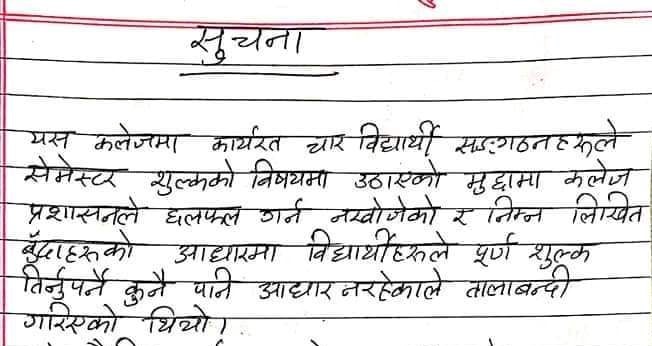 सुचना
यस कलेजमा कार्यरत चार विद्यार्थी सङ्गठनहरूले
सेमेस्टर शुल्कको विषयमा उठाएको मुद्दामा कलेज
प्रशासनले छलफल गर्न नखोजेको र निम्न लिखित
बुँदाहरुको आधारमा विद्यार्थीहरुले पूर्ण शुल्क
तिर्नुपर्ने कुनै पनि आधार नरहेकाले तालाबन्दी
गरिएको थियो।